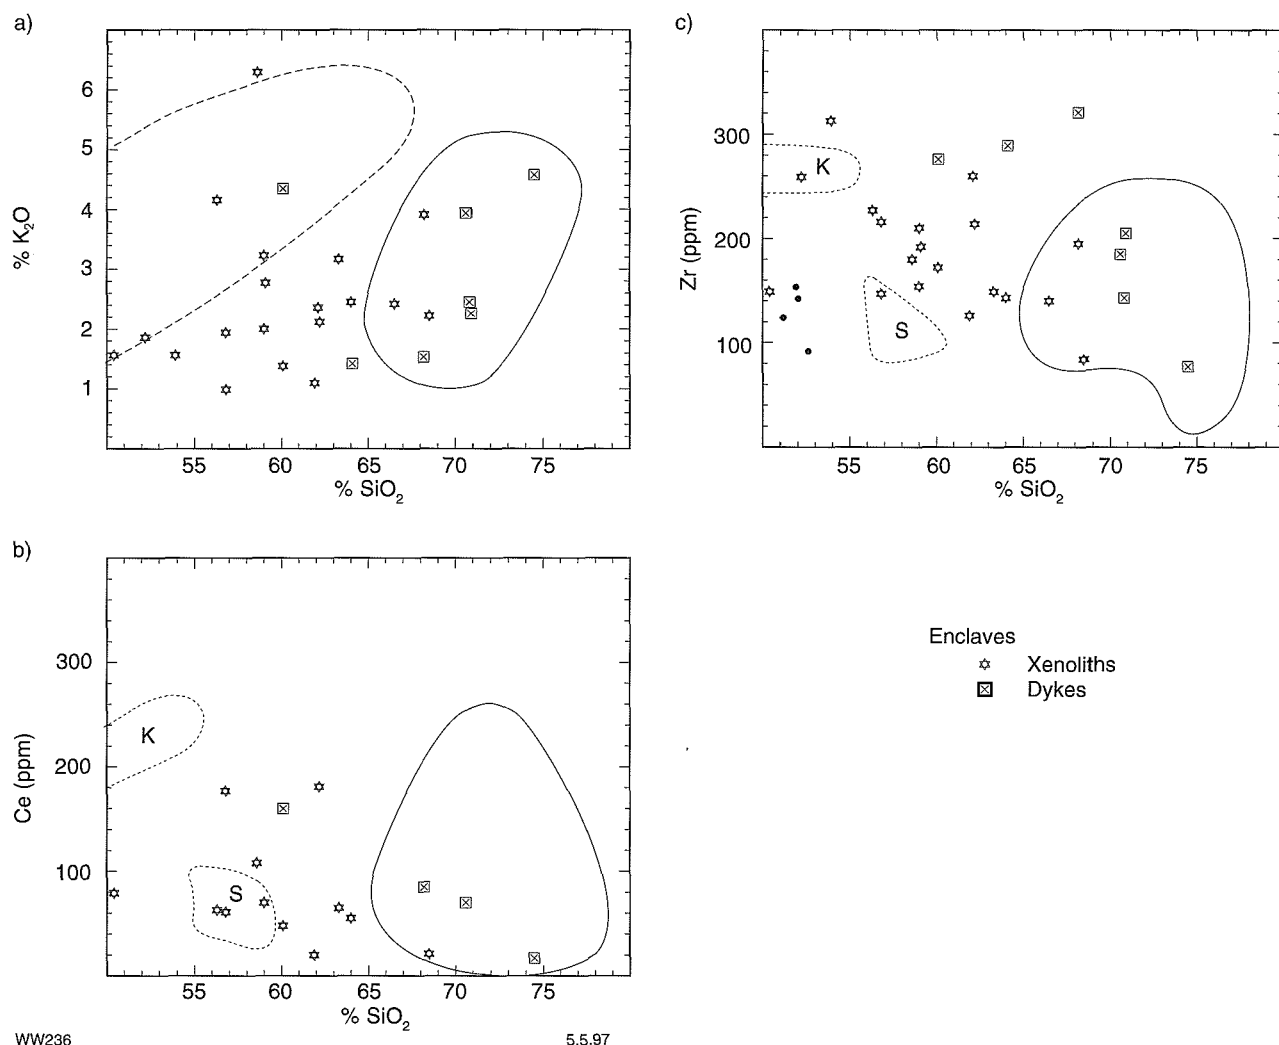 a)
% K2O
6
5
4
3
2
1
55 60 65 70 75
% SiO2
c)
Zr (ppm)
300
200
100
K
S
55 60 65 70 75
% SiO2
b)
Ce (ppm)
300
200
100
K
S
55 60 65 70 75
% SiO2
Enclaves
Xenoliths
Dykes
WW236 5.5.97